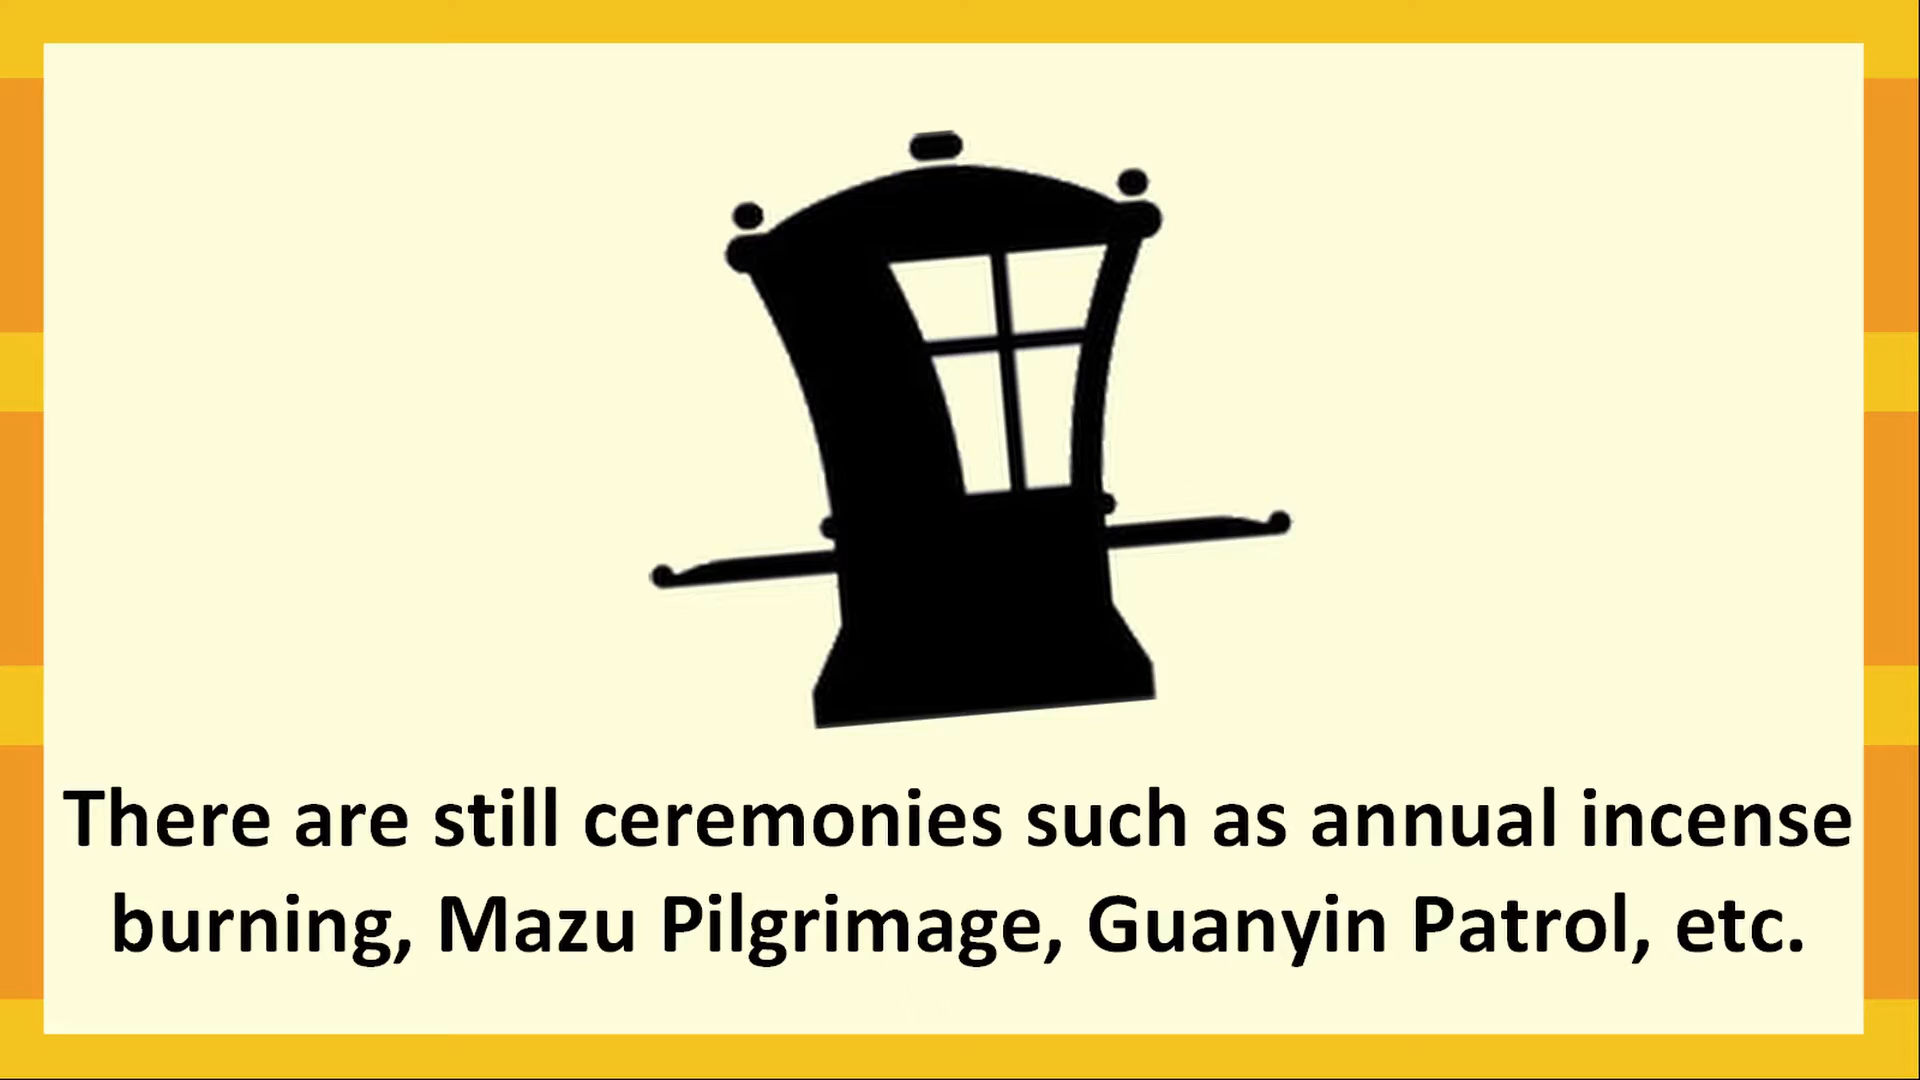 There are still ceremonies such as annual incense
burning, Mazu Pilgrimage, Guanyin Patrol, etc.